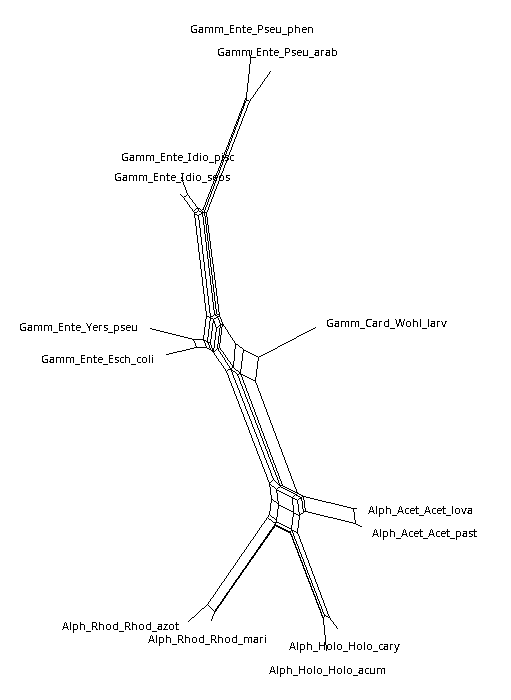 Gamm_Ente_Pseu_phen
Gamm_Ente_Pseu_arab
Gamm_Ente_Idio_pisc
Gamm_Ente_Idio_seos
Gamm_Card_Wohl_larv
Gamm_Ente_Yers_pseu
Gamm_Ente_Esch_coli
Alph_Acet_Acet_lova
Alph_Acet_Acet_past
Alph_Rhod_Rhod_azot
Alph_Rhod_Rhod_mari
Alph_Holo_Holo_cary
Alph_Holo_Holo_acum